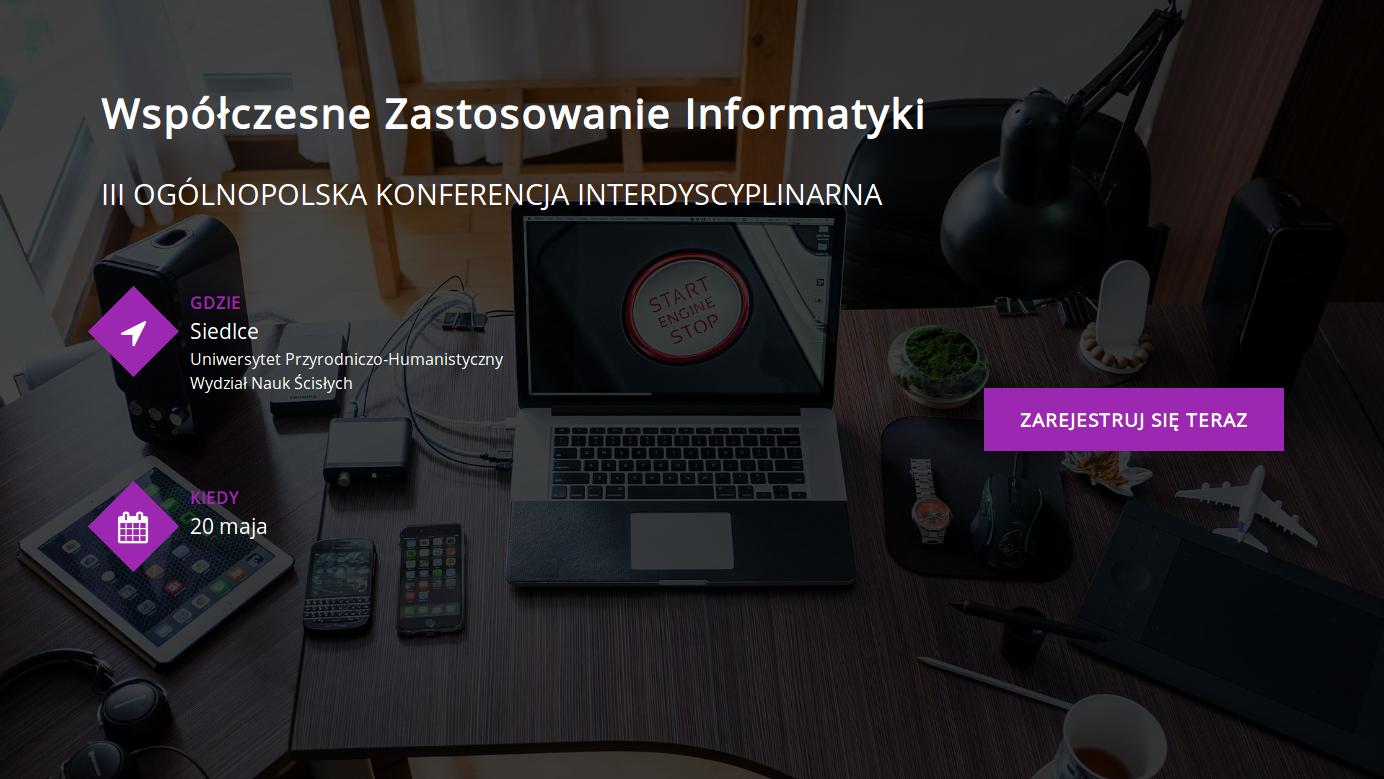 Współczesne Zastosowanie Informatyki
III OGÓLNOPOLSKA KONFERENCJA INTERDYSCYPLINARNA
START
ENGINE
STOP
GDZIE
Siedlce
Uniwersytet Przyrodniczo-Humanistyczny
Wydział Nauk Ścisłych
ZAREJESTRUJ SIĘ TERAZ
KIEDY
20 maja